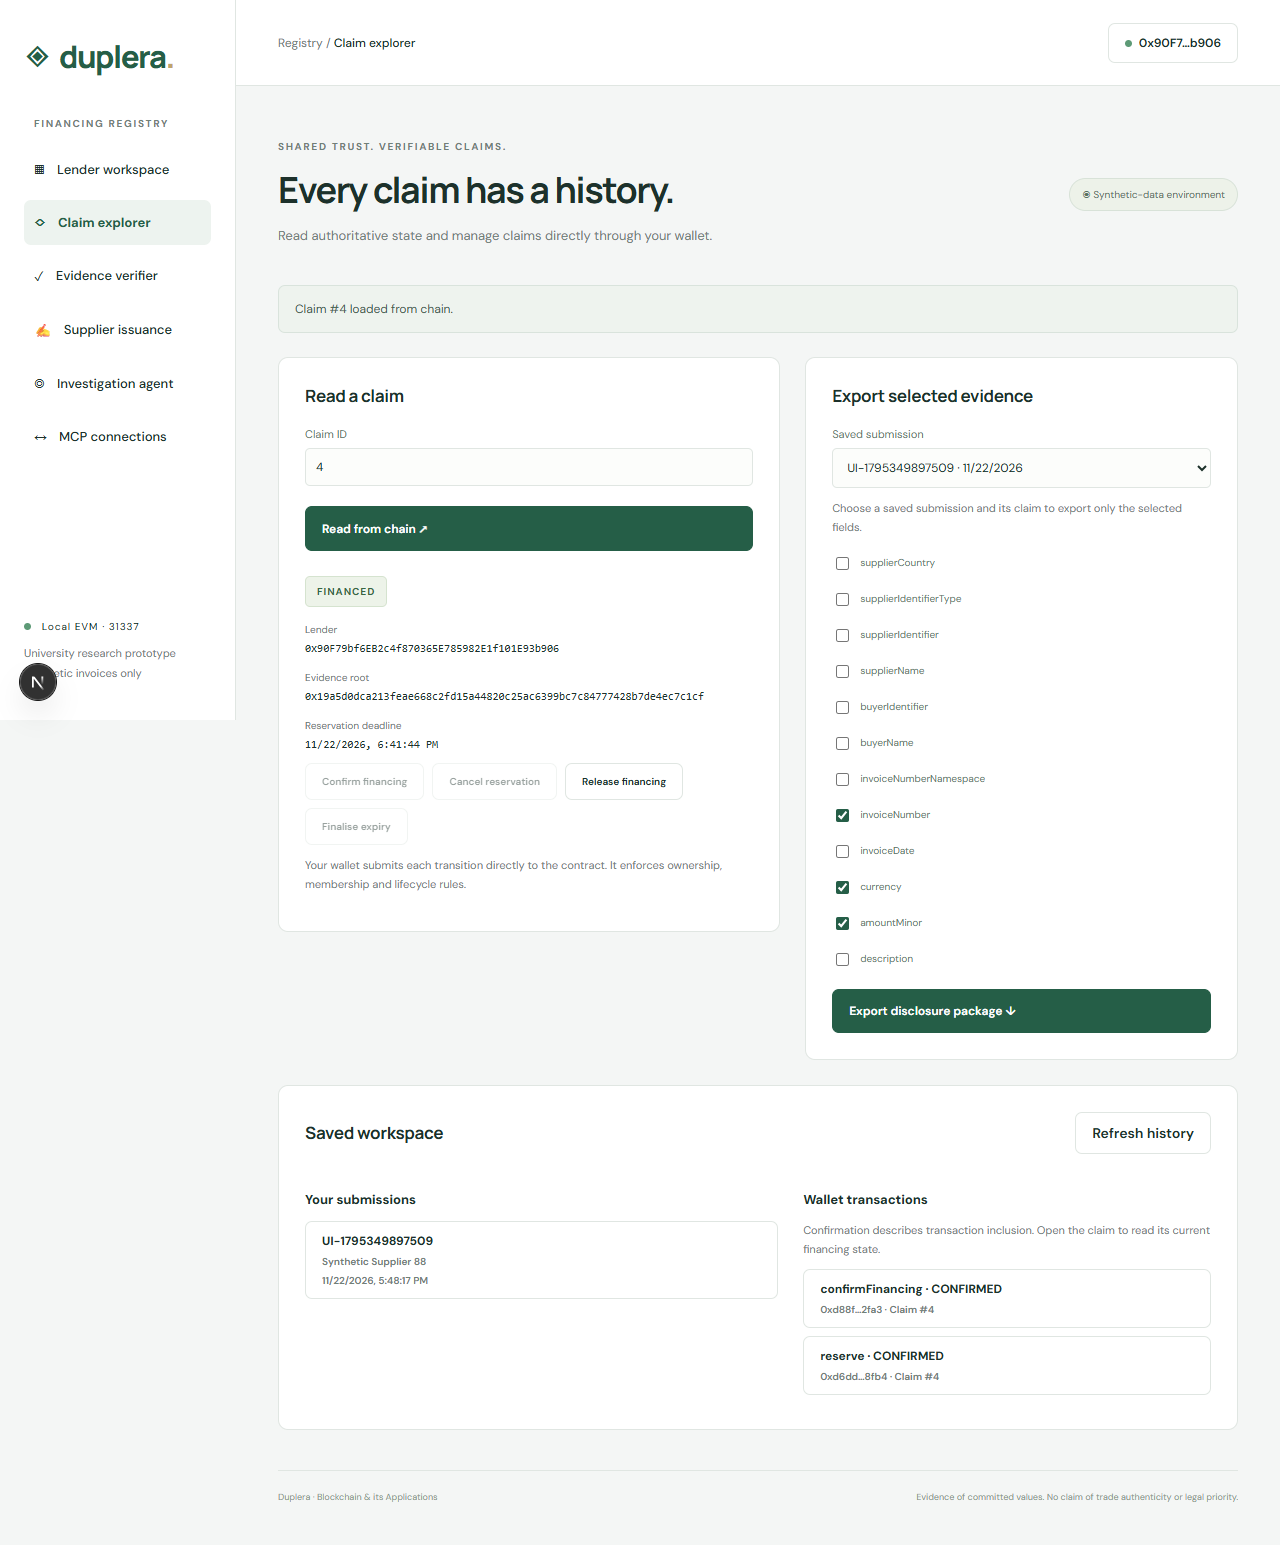 duplera.
FINANCING REGISTRY
Lender workspace
Claim explorer
Evidence verifier
Supplier issuance
Investigation agent
MCP connections
Local EVM · 31337
University research prototype
etic invoices only
N
Registry / Claim explorer
0x90F7…b906
SHARED TRUST. VERIFIABLE CLAIMS.
Every claim has a history.
Read authoritative state and manage claims directly through your wallet.
Synthetic-data environment
Claim #4 loaded from chain.
Read a claim
Claim ID
4
Read from chain ↗
FINANCED
Lender
0x90F79bf6EB2c4f870365E785982E1f101E93b906
Evidence root
0x19a5d0dca213feae668c2fd15a44820c25ac6399bc7c84777428b7de4ec7c1cf
Reservation deadline
11/22/2026, 6:41:44 PM
Confirm financing
Cancel reservation
Release financing
Finalise expiry
Your wallet submits each transition directly to the contract. It enforces ownership,
membership and lifecycle rules.
Export selected evidence
Saved submission
UI-1795349897509 · 11/22/2026
Choose a saved submission and its claim to export only the selected
fields.
supplierCountry
supplierIdentifierType
supplierIdentifier
supplierName
buyerIdentifier
buyerName
invoiceNumberNamespace
invoiceNumber
invoiceDate
currency
amountMinor
description
Export disclosure package ↓
Saved workspace
Refresh history
Your submissions
UI-1795349897509
Synthetic Supplier 88
11/22/2026, 5:48:17 PM
Wallet transactions
Confirmation describes transaction inclusion. Open the claim to read its current
financing state.
confirmFinancing · CONFIRMED
0xd88f…2fa3 · Claim #4
reserve · CONFIRMED
0xd6dd…8fb4 · Claim #4
Duplera · Blockchain & its Applications
Evidence of committed values. No claim of trade authenticity or legal priority.